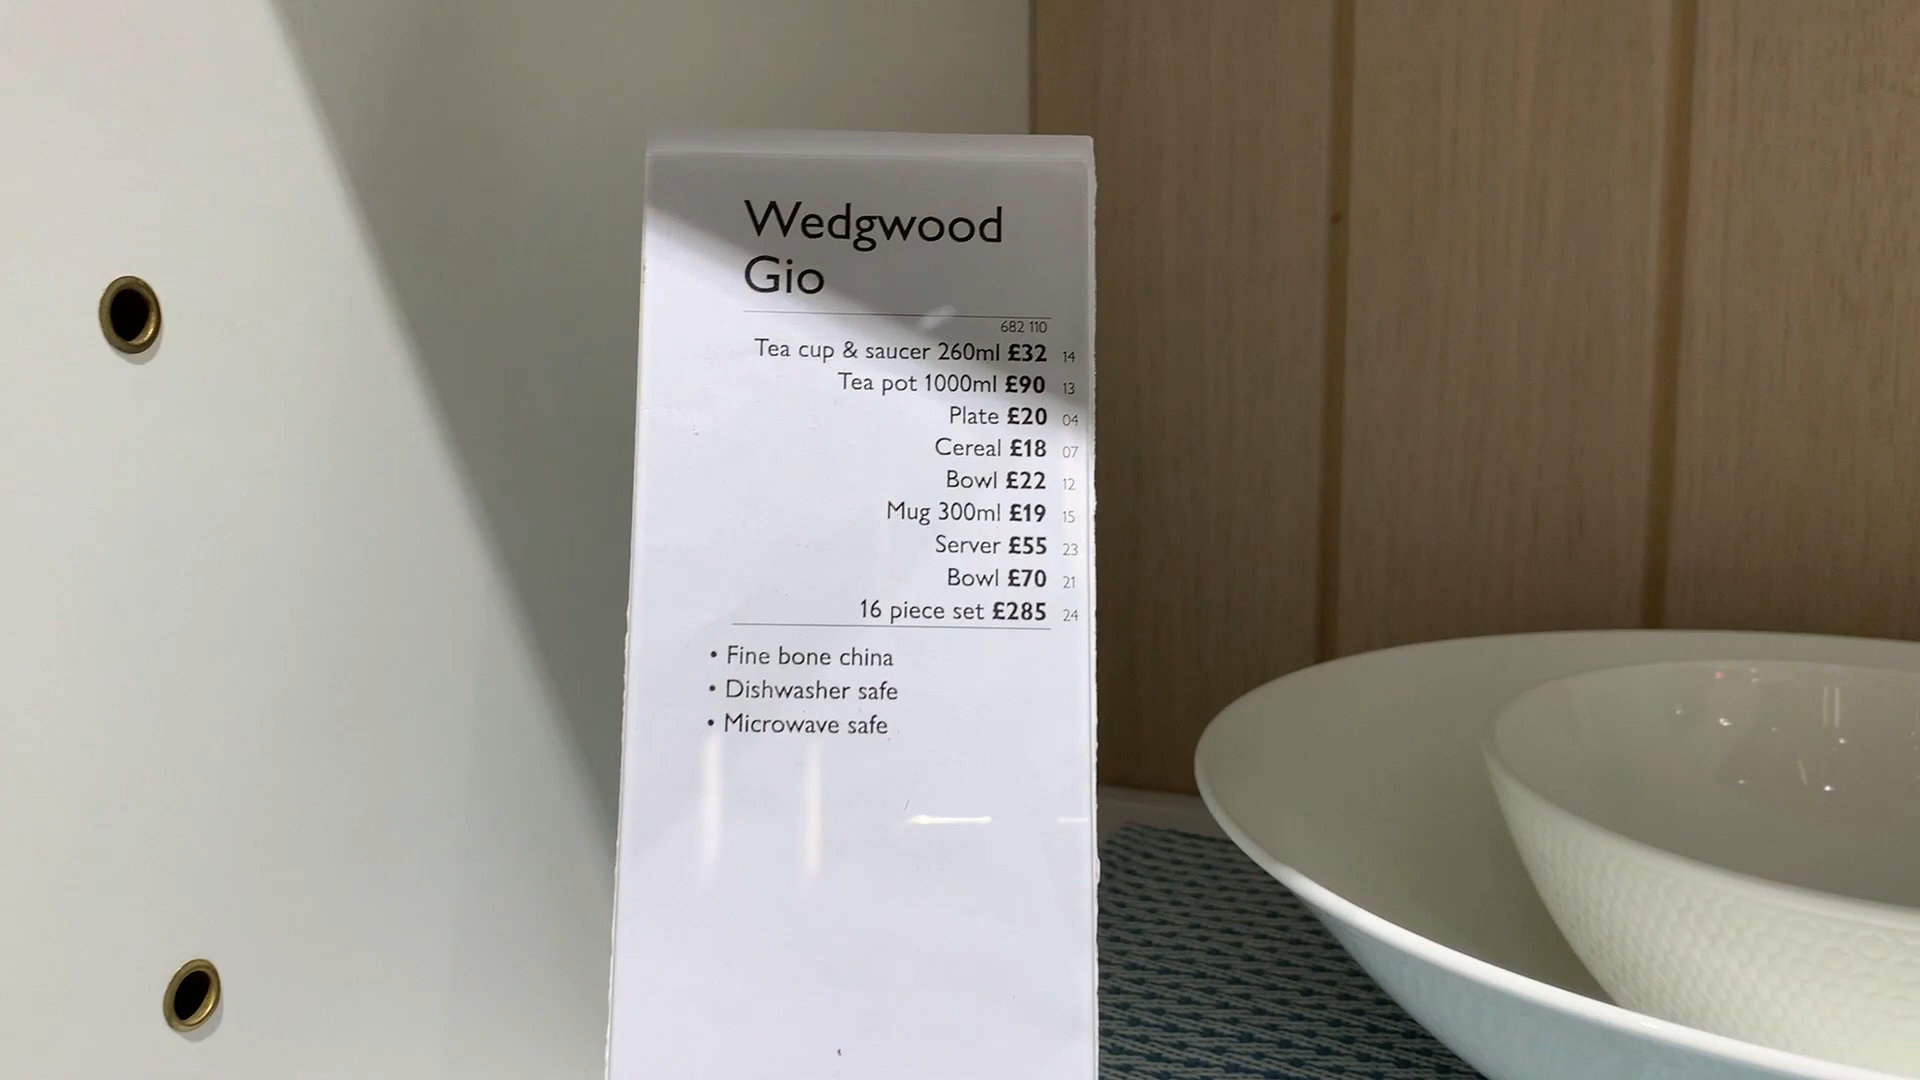 Wedgwood
Gio
682 110
Tea cup & saucer 260ml £32 14
Tea pot 1000ml £90 13
Plate £20 04
Cereal £18 07
Bowl £22 12
Mug 300ml £19 15
Server £55 23
Bowl £70 21
16 piece set £285 24
• Fine bone china
• Dishwasher safe
• Microwave safe